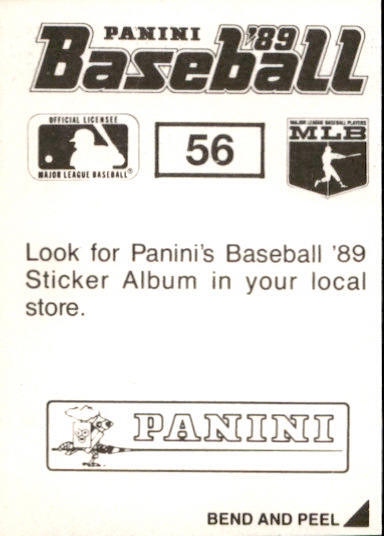 PANINI '89
Baseball
OFFICIAL LICENSEE
MAJOR LEAGUE BASEBALL®
56
MAJOR LEAGUE BASEBALL PLAYERS
MLB
Look for Panini's Baseball '89
Sticker Album in your local
store.
PANINI
BEND AND PEEL